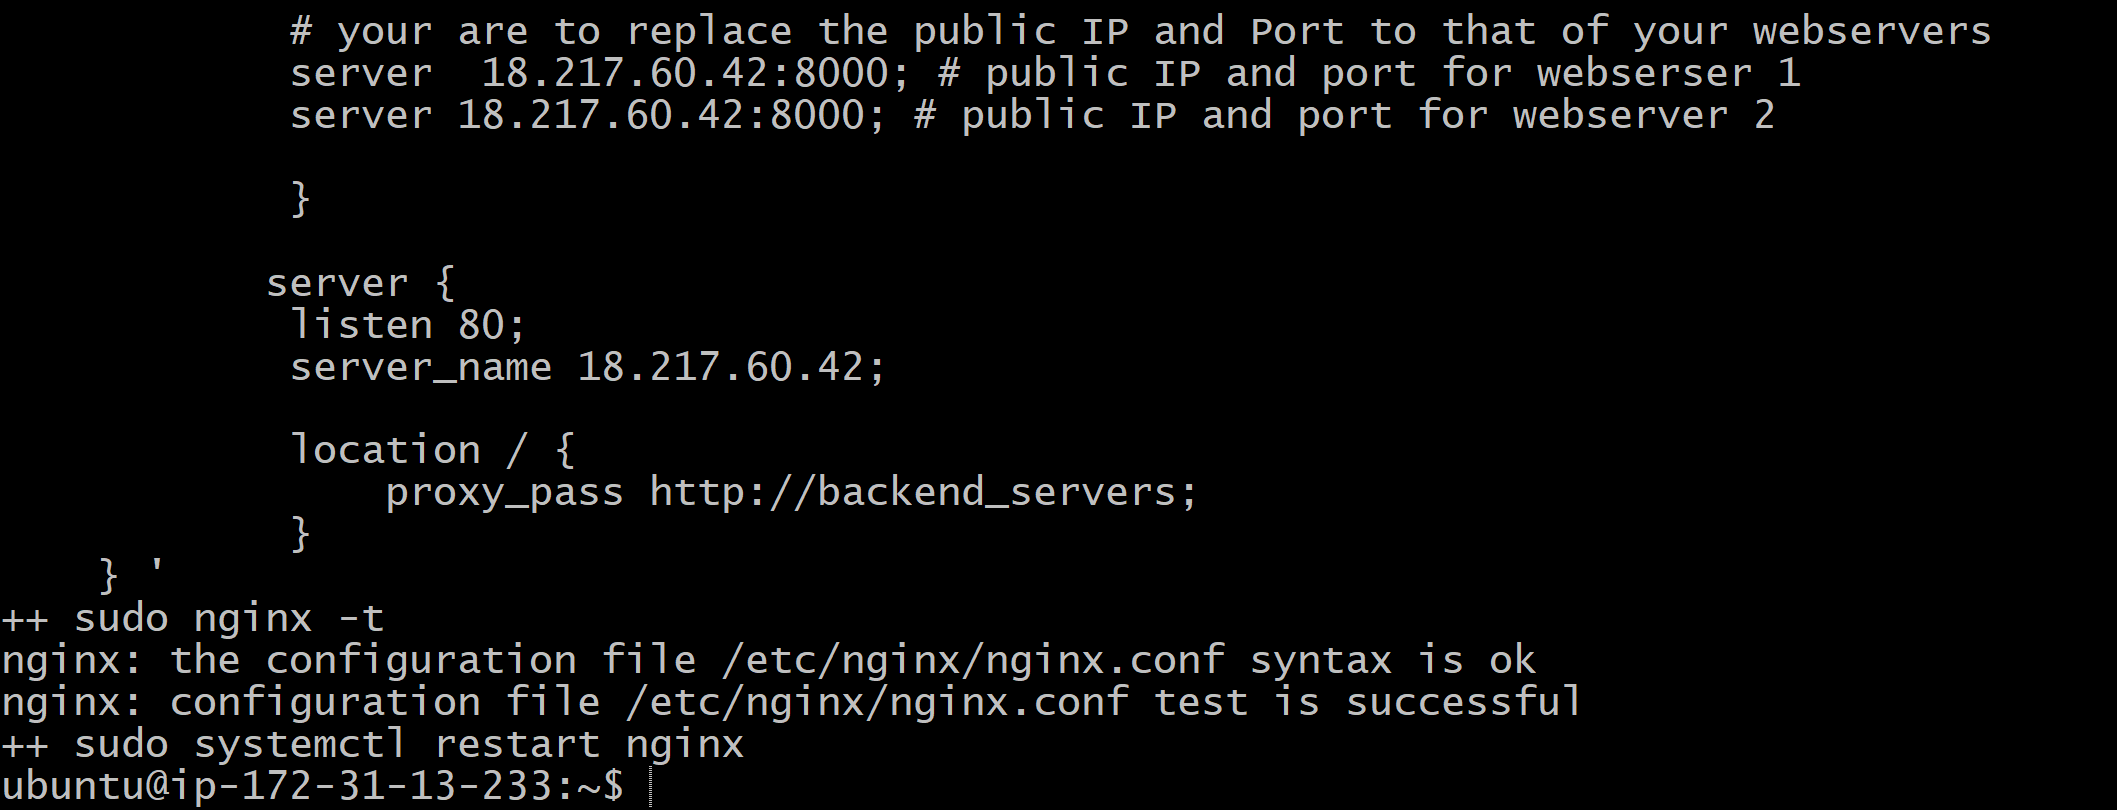 # your are to replace the public IP and Port to that of your webservers
server  18.217.60.42:8000; # public IP and port for webserser 1
server 18.217.60.42:8000; # public IP and port for webserver 2
}
server {
listen 80;
server_name 18.217.60.42;
location / {
proxy_pass http://backend_servers;
}
} '
++ sudo nginx -t
nginx: the configuration file /etc/nginx/nginx.conf syntax is ok
nginx: configuration file /etc/nginx/nginx.conf test is successful
++ sudo systemctl restart nginx
ubuntu@ip-172-31-13-233:~$